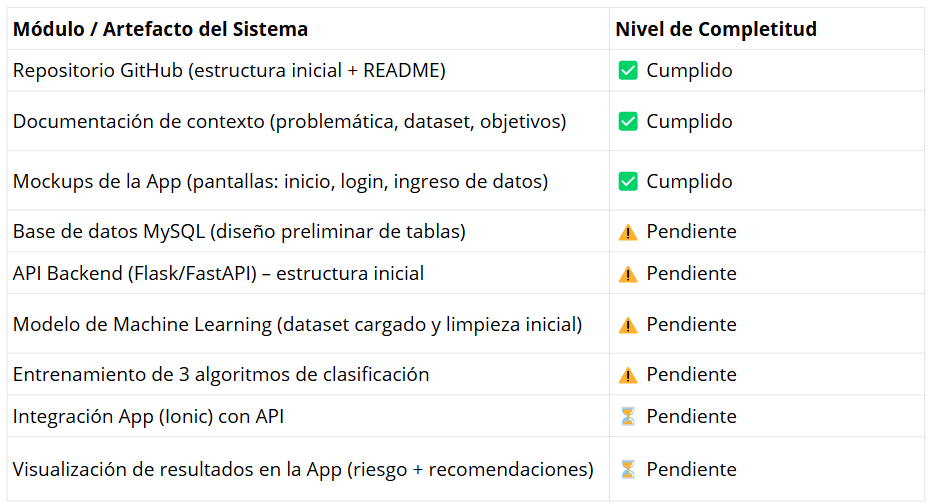 Módulo / Artefacto del Sistema Nivel de Completitud
Repositorio GitHub (estructura inicial + README) ✅ Cumplido
Documentación de contexto (problemática, dataset, objetivos) ✅ Cumplido
Mockups de la App (pantallas: inicio, login, ingreso de datos) ✅ Cumplido
Base de datos MySQL (diseño preliminar de tablas) ⚠️ Pendiente
API Backend (Flask/FastAPI) – estructura inicial ⚠️ Pendiente
Modelo de Machine Learning (dataset cargado y limpieza inicial) ⚠️ Pendiente
Entrenamiento de 3 algoritmos de clasificación ⚠️ Pendiente
Integración App (Ionic) con API ⏳ Pendiente
Visualización de resultados en la App (riesgo + recomendaciones) ⏳ Pendiente